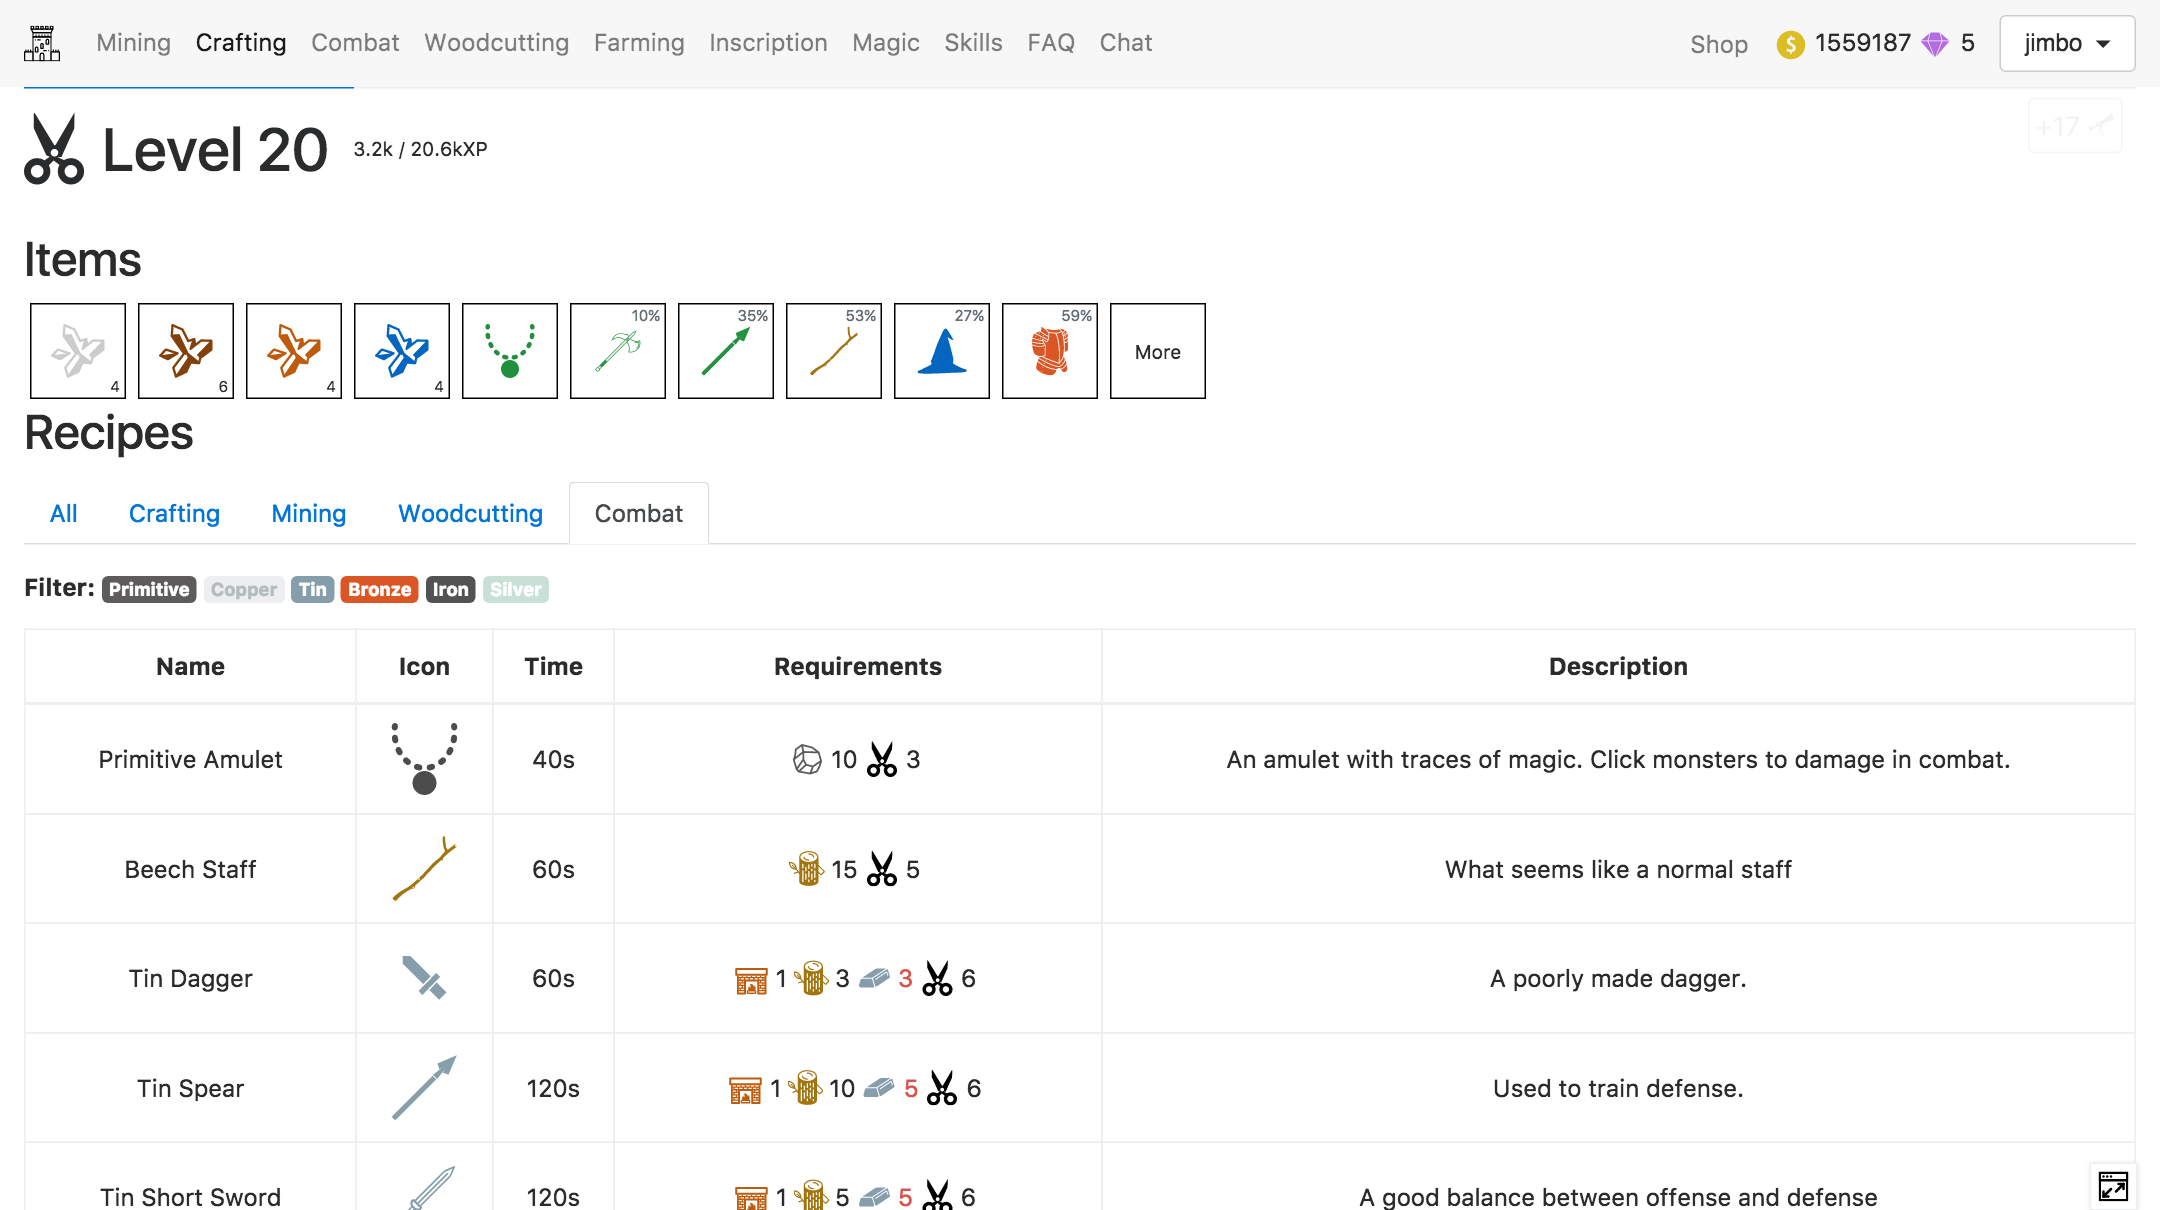 Mining Crafting Combat Woodcutting Farming Inscription Magic Skills FAQ Chat Shop $ 1559187 5 jimbo
Level 20 3.2k / 20.6kXP +17
Items
10% 35% 53% 27% 59%
More
4 6 4 4
Recipes
All Crafting Mining Woodcutting Combat
Filter: Primitive Copper Tin Bronze Iron Silver
Name Icon Time Requirements Description
Primitive Amulet 40s 10 3 An amulet with traces of magic. Click monsters to damage in combat.
Beech Staff 60s 15 5 What seems like a normal staff
Tin Dagger 60s 1 3 3 6 A poorly made dagger.
Tin Spear 120s 1 10 5 6 Used to train defense.
Tin Short Sword 120s 1 5 5 6 A good balance between offense and defense